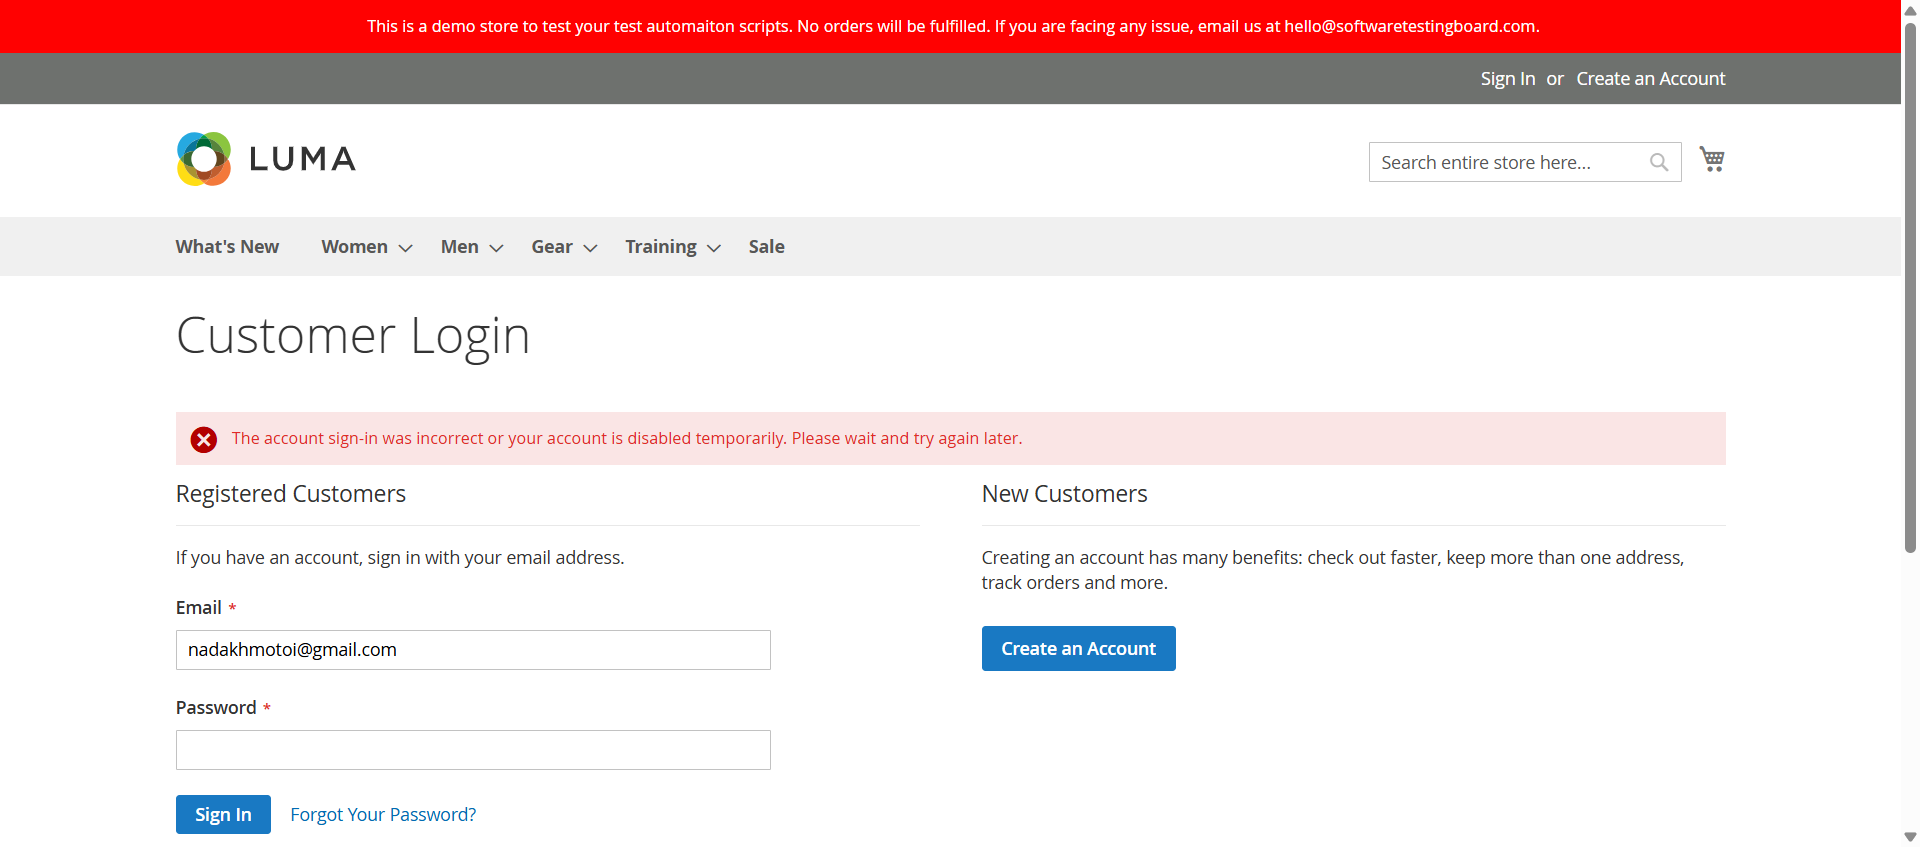 This is a demo store to test your test automaiton scripts. No orders will be fulfilled. If you are facing any issue, email us at hello@softwaretestingboard.com.
Sign In or Create an Account
LUMA
Search entire store here...
What's New Women Men Gear Training Sale
Customer Login
The account sign-in was incorrect or your account is disabled temporarily. Please wait and try again later.
Registered Customers
If you have an account, sign in with your email address.
Email *
nadakhmotoi@gmail.com
Password *
Sign In Forgot Your Password?
New Customers
Creating an account has many benefits: check out faster, keep more than one address,
track orders and more.
Create an Account